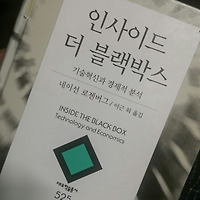 인사이드
더 블랙박스
기술혁신과 경제적 분석
네이선 로젠버그 / 이근 외 옮김
INSIDE THE BLACK BOX
Technology and Economics
525